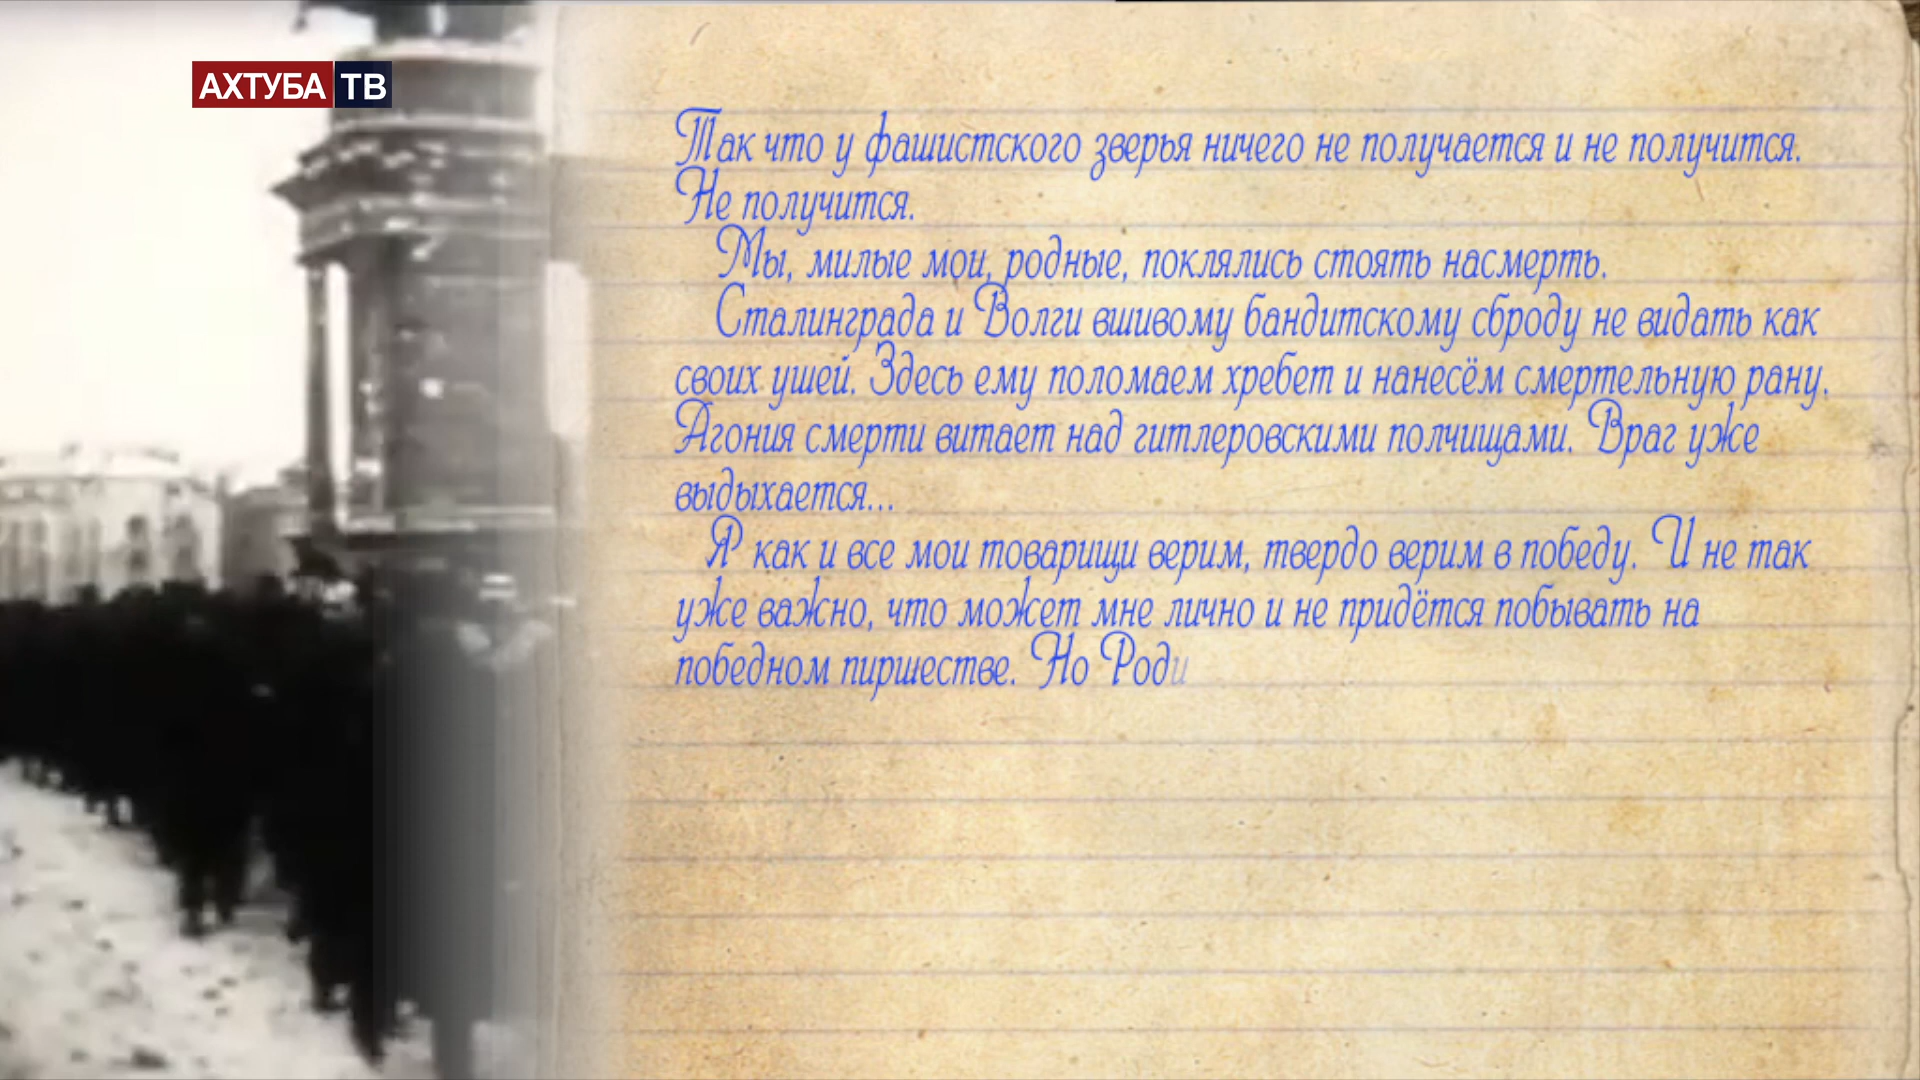 АХТУБА ТВ
Так что у фашистского зверья ничего не получается и не получится.
Не получится.
Мы, милые мои, родные, поклялись стоять насмерть.
Сталинграда и Волги вшивому бандитскому сброду не видать как
своих ушей. Здесь ему поломаем хребет и нанесём смертельную рану.
Агония смерти витает над гитлеровскими полчищами. Враг уже
выдыхается...
Я как и все мои товарищи верим, твердо верим в победу. И не так
уже важно, что может мне лично и не придётся побывать на
победном пиршестве. Но Роди